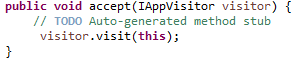 public void accept(IAppVisitor visitor) {
    // TODO Auto-generated method stub
     visitor.visit(this);
}